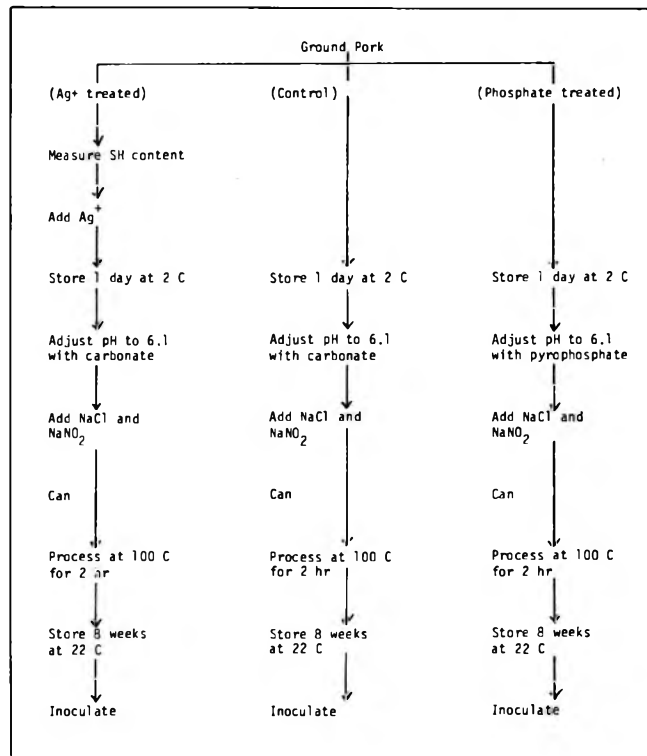 Ground Pork
(Ag+ treated)
(Control)
(Phosphate treated)
Measure SH content
Add Ag+
Store 1 day at 2 C
Store 1 day at 2 C
Store 1 day at 2 C
Adjust pH to 6.1
with carbonate
Adjust pH to 6.1
with carbonate
Adjust pH to 6.1
with pyrophosphate
Add NaCl and
NaNO2
Add NaCl and
NaNO2
Add NaCl and
NaNO2
Can
Can
Can
Process at 100 C
for 2 hr
Process at 100 C
for 2 hr
Process at 100 C
for 2 hr
Store 8 weeks
at 22 C
Store 8 weeks
at 22 C
Store 8 weeks
at 22 C
Inoculate
Inoculate
Inoculate